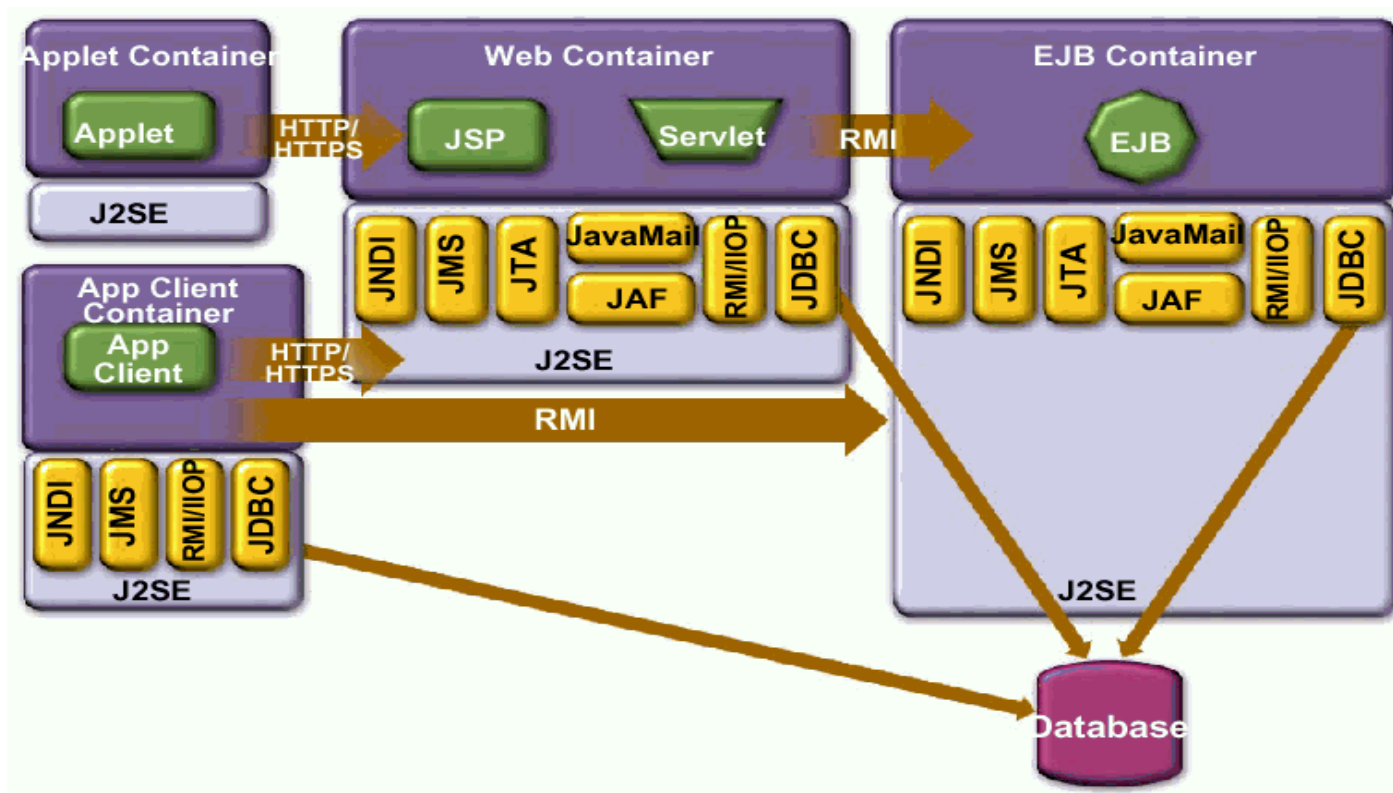 Applet Container
Applet
J2SE
HTTP/
HTTPS
Web Container
JSP
Servlet
RMI
JNDI
JMS
JTA
JavaMail
JAF
RMI/IIOP
JDBC
J2SE
EJB Container
EJB
JNDI
JMS
JTA
JavaMail
JAF
RMI/IIOP
JDBC
J2SE
App Client
Container
App
Client
HTTP/
HTTPS
RMI
JNDI
JMS
RMI/IIOP
JDBC
J2SE
Database